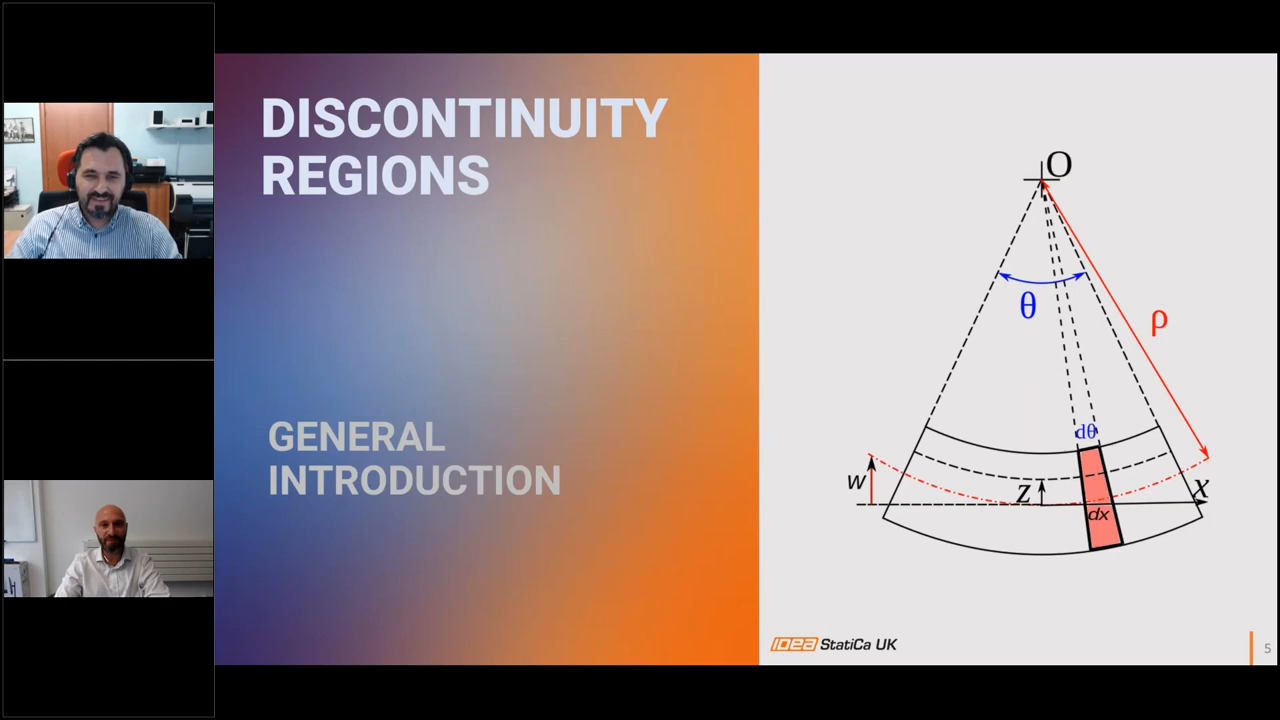 DISCONTINUITY
REGIONS
GENERAL
INTRODUCTION
O
θ
ρ
dθ
w
z
x
dx
IDEA StatiCa UK
5